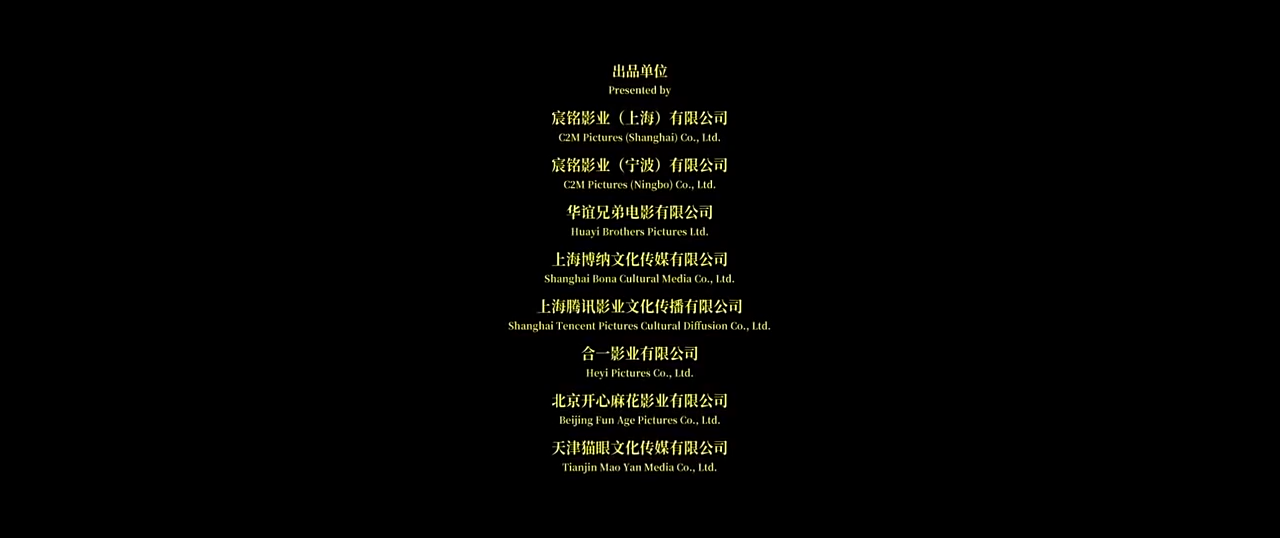 出品单位
Presented by
宸铭影业（上海）有限公司
C2M Pictures (Shanghai) Co., Ltd.
宸铭影业（宁波）有限公司
C2M Pictures (Ningbo) Co., Ltd.
华谊兄弟电影有限公司
Huayi Brothers Pictures Ltd.
上海博纳文化传媒有限公司
Shanghai Bona Cultural Media Co., Ltd.
上海腾讯影业文化传播有限公司
Shanghai Tencent Pictures Cultural Diffusion Co., Ltd.
合一影业有限公司
Heyi Pictures Co., Ltd.
北京开心麻花影业有限公司
Beijing Fun Age Pictures Co., Ltd.
天津猫眼文化传媒有限公司
Tianjin Mao Yan Media Co., Ltd.